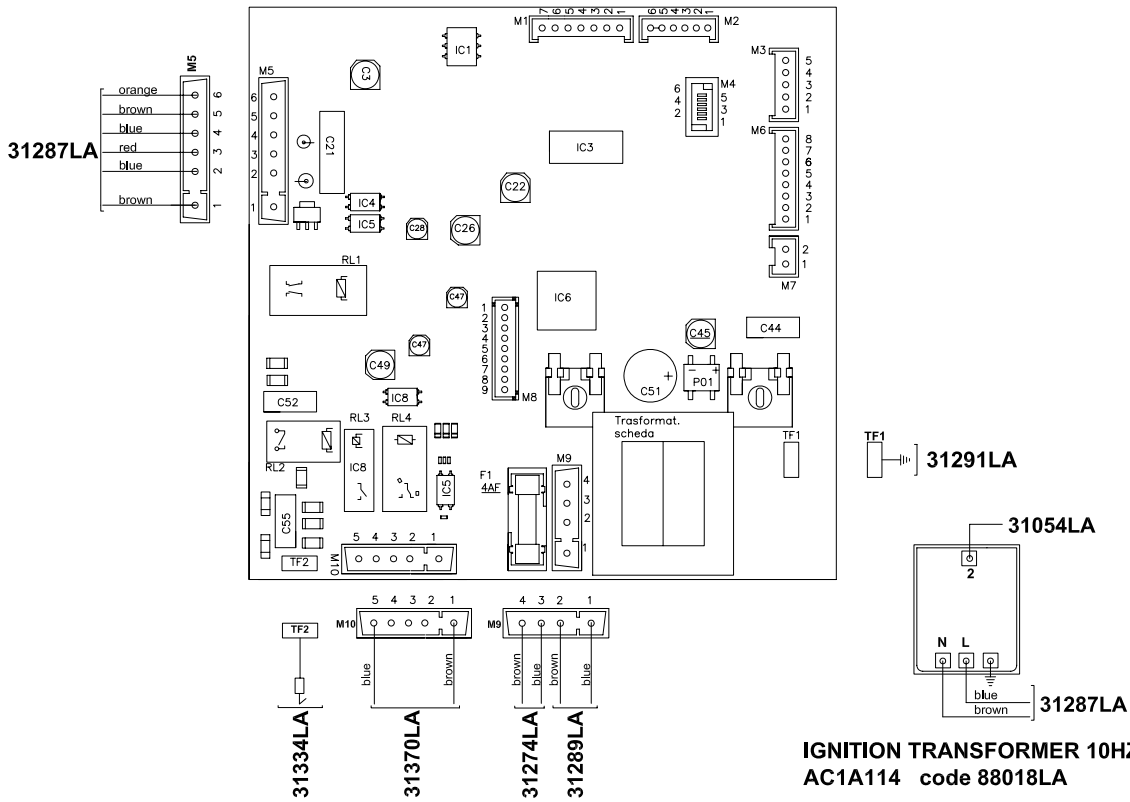 M1
7 6 5 4 3 2 1
6 5 4 3 2 1
M2
IC1
M3
5
4
3
2
1
M5
M5
C3
M4
6
4
2
5
3
1
orange
brown
blue
red
blue
brown
6
5
4
3
2
1
31287LA
6
5
4
3
2
1
C21
IC3
M6
8
7
6
5
4
3
2
1
IC4
IC5
C22
C28
C26
2
1
M7
RL1
C47
IC6
1
2
3
4
5
6
7
8
9
M8
C47
C49
IC8
C45
C44
C51
- +
P01
+
C52
RL3
RL4
RL2
IC8
IC5
Trasformat.
scheda
TF1
TF1
31291LA
F1
4AF
M9
4
3
2
1
C55
TF2
M10
5 4 3 2 1
31054LA
2
N L
blue
brown
31287LA
TF2
31334LA
M10
5 4 3 2 1
blue
brown
31370LA
M9
4 3 2 1
brown
blue
brown
blue
31274LA
31289LA
IGNITION TRANSFORMER 10HZ
AC1A114 code 88018LA